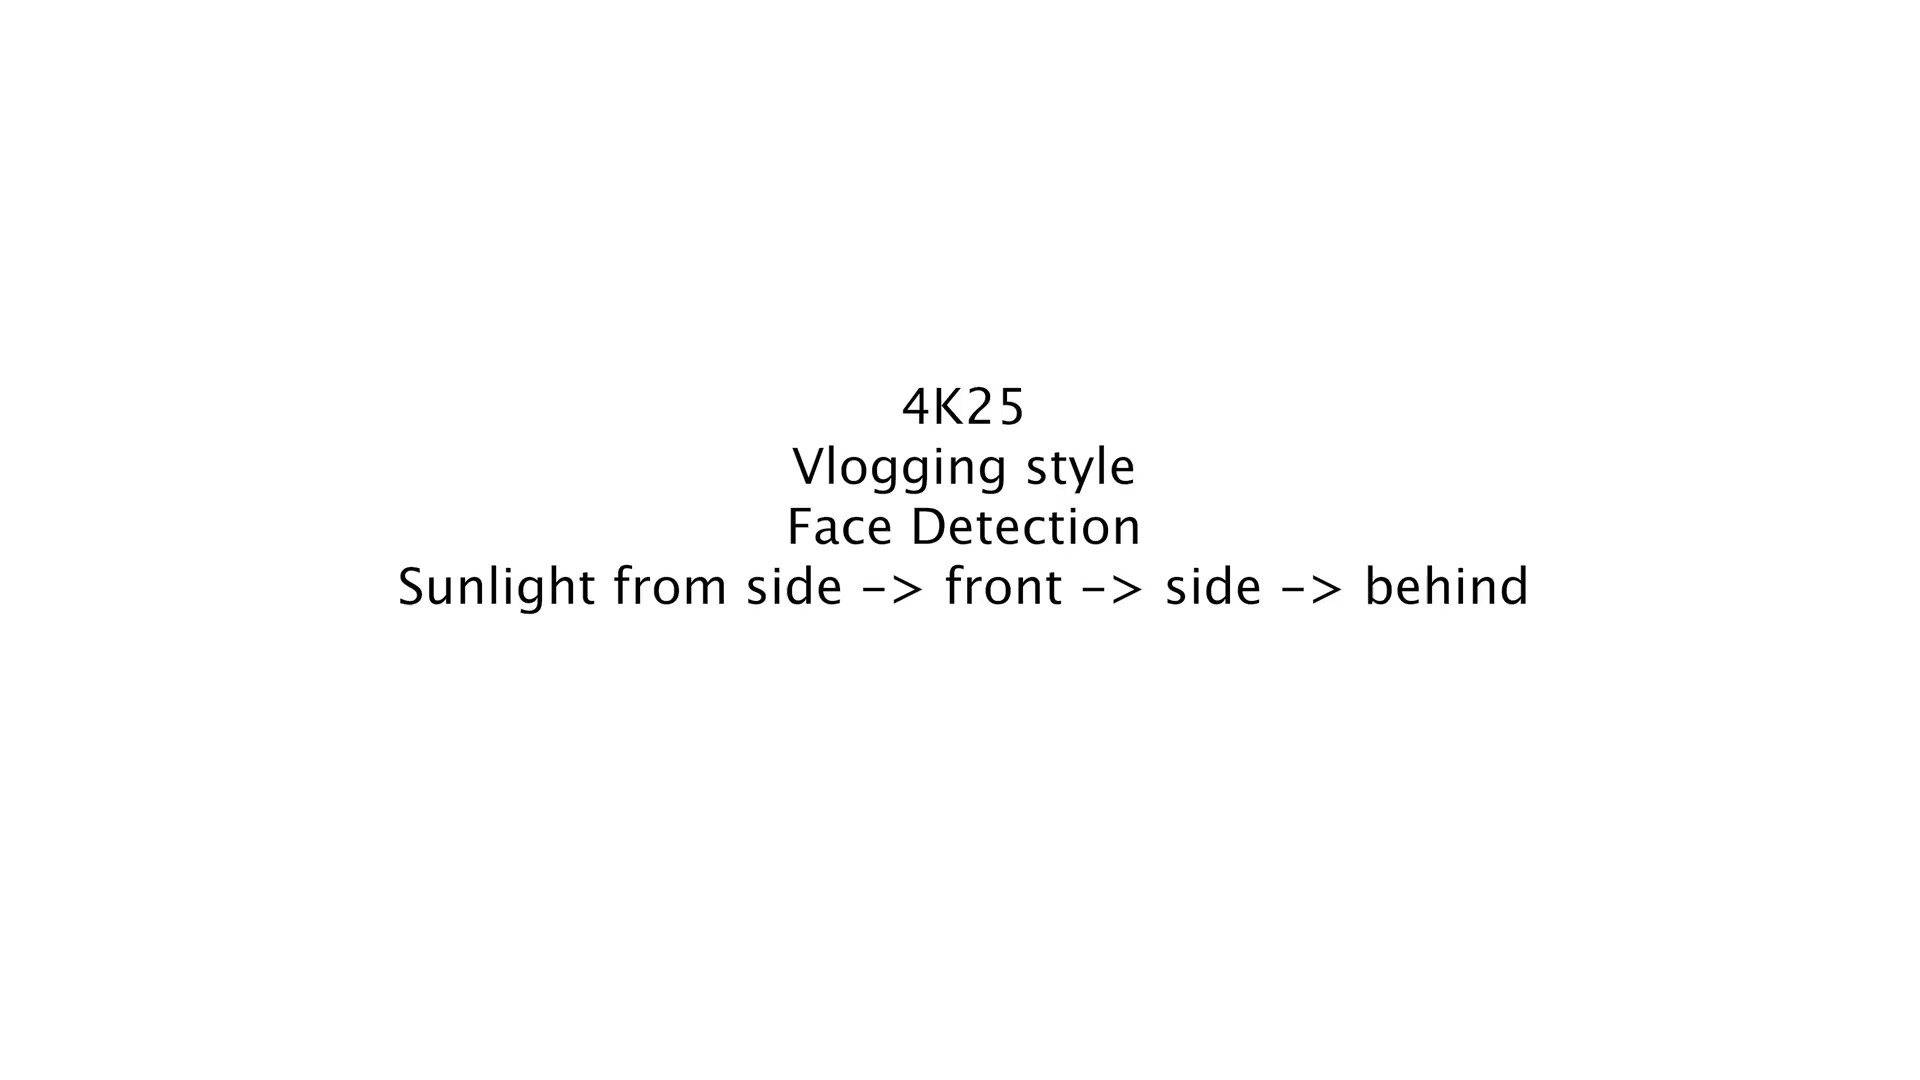 4K25
Vlogging style
Face Detection
Sunlight from side -> front -> side -> behind